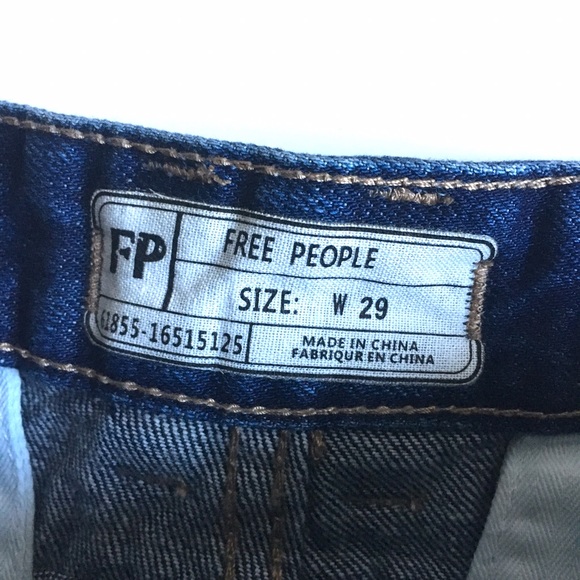 FP
FREE PEOPLE
SIZE: W 29
61855-16515125
MADE IN CHINA
FABRIQUR EN CHINA